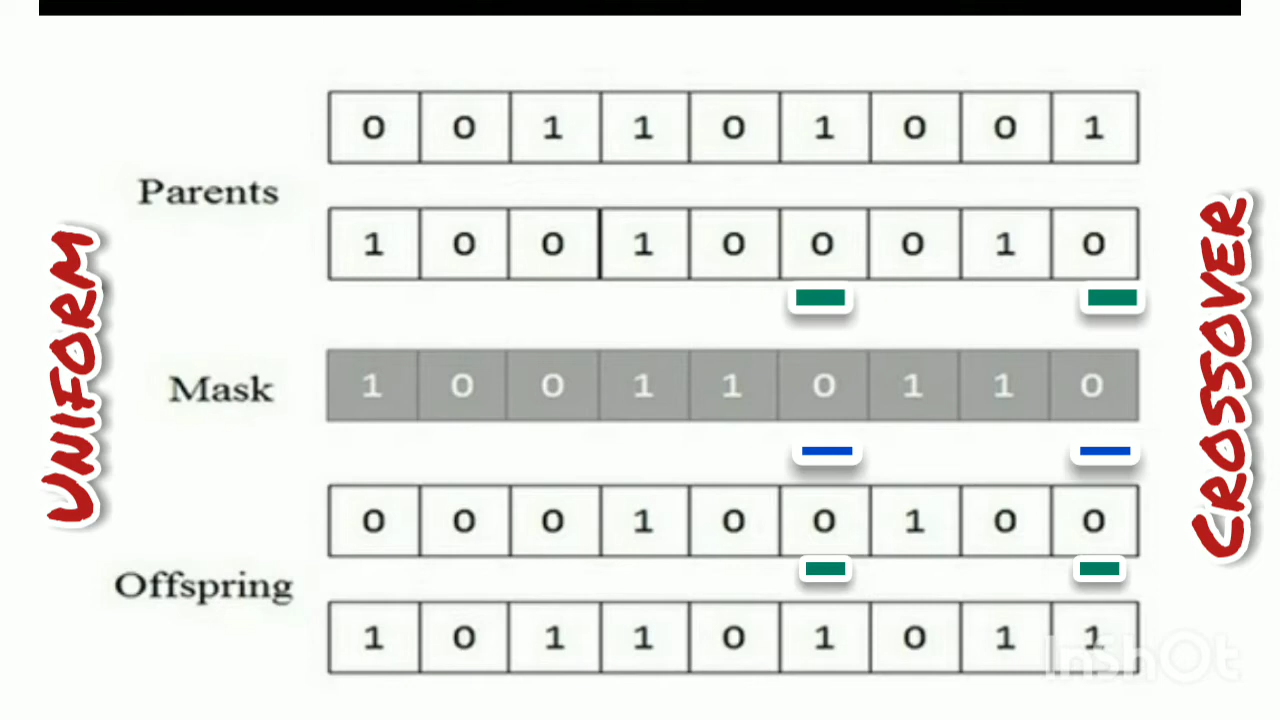 0 0 1 1 0 1 0 0 1
Parents
1 0 0 1 0 0 0 1 0
UNIFORM
CROSSOVER
Mask
1 0 0 1 1 0 1 1 0
0 0 0 1 0 0 1 0 0
Offspring
1 0 1 1 0 1 0 1 1
InShOt